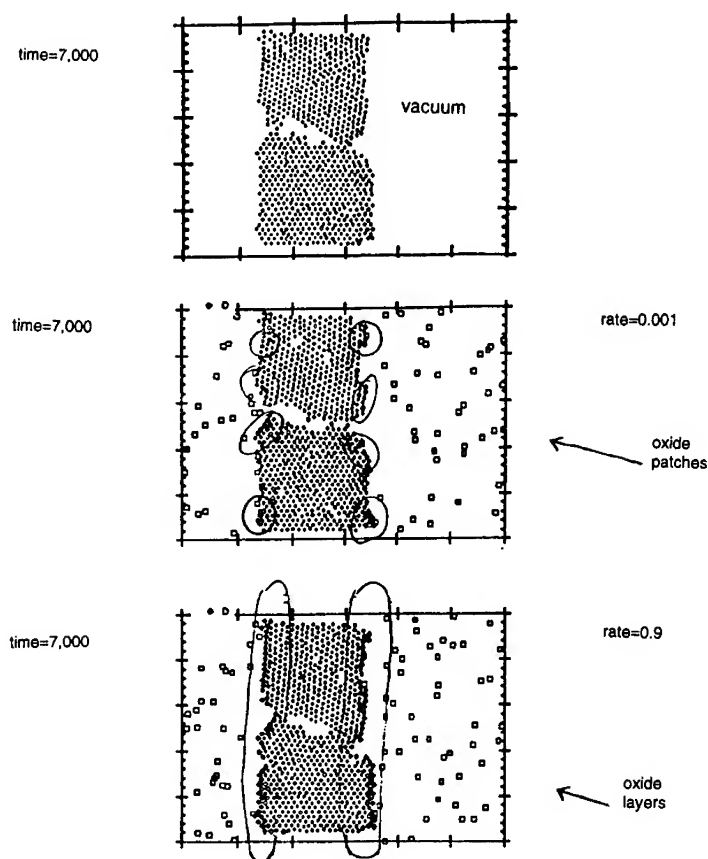 time=7,000
vacuum
time=7,000
rate=0.001
oxide
patches
time=7,000
rate=0.9
oxide
layers